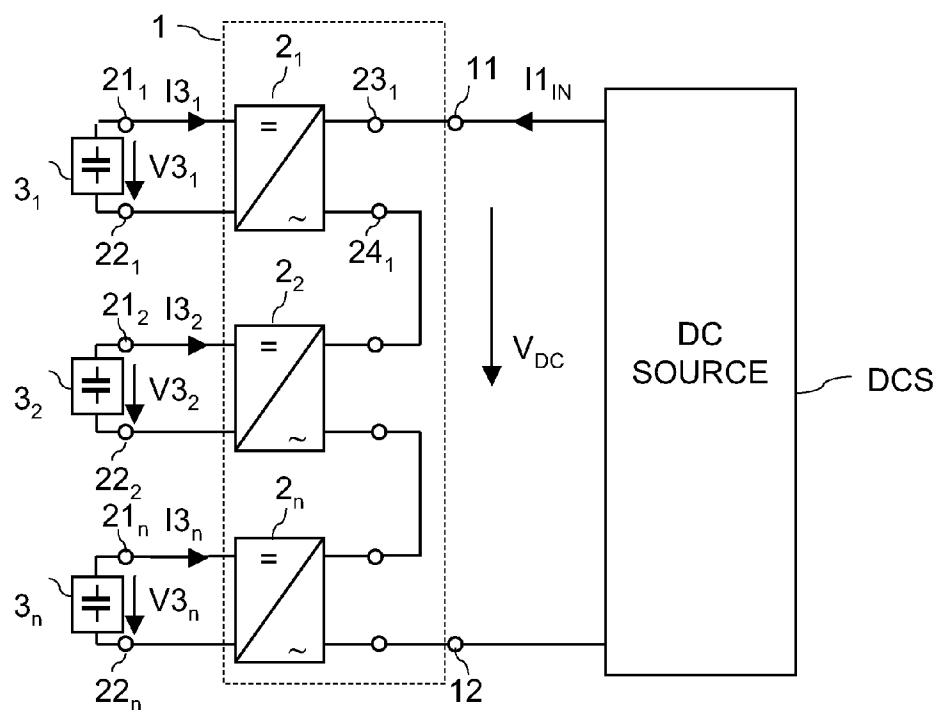 1
2₁
21₁
I3₁
23₁
11
I1_IN
=
3₁
V3₁
~
22₁
24₁
2₂
21₂
I3₂
=
V_DC
DC
SOURCE
DCS
3₂
V3₂
~
22₂
2ₙ
21ₙ
I3ₙ
=
3ₙ
V3ₙ
~
22ₙ
12